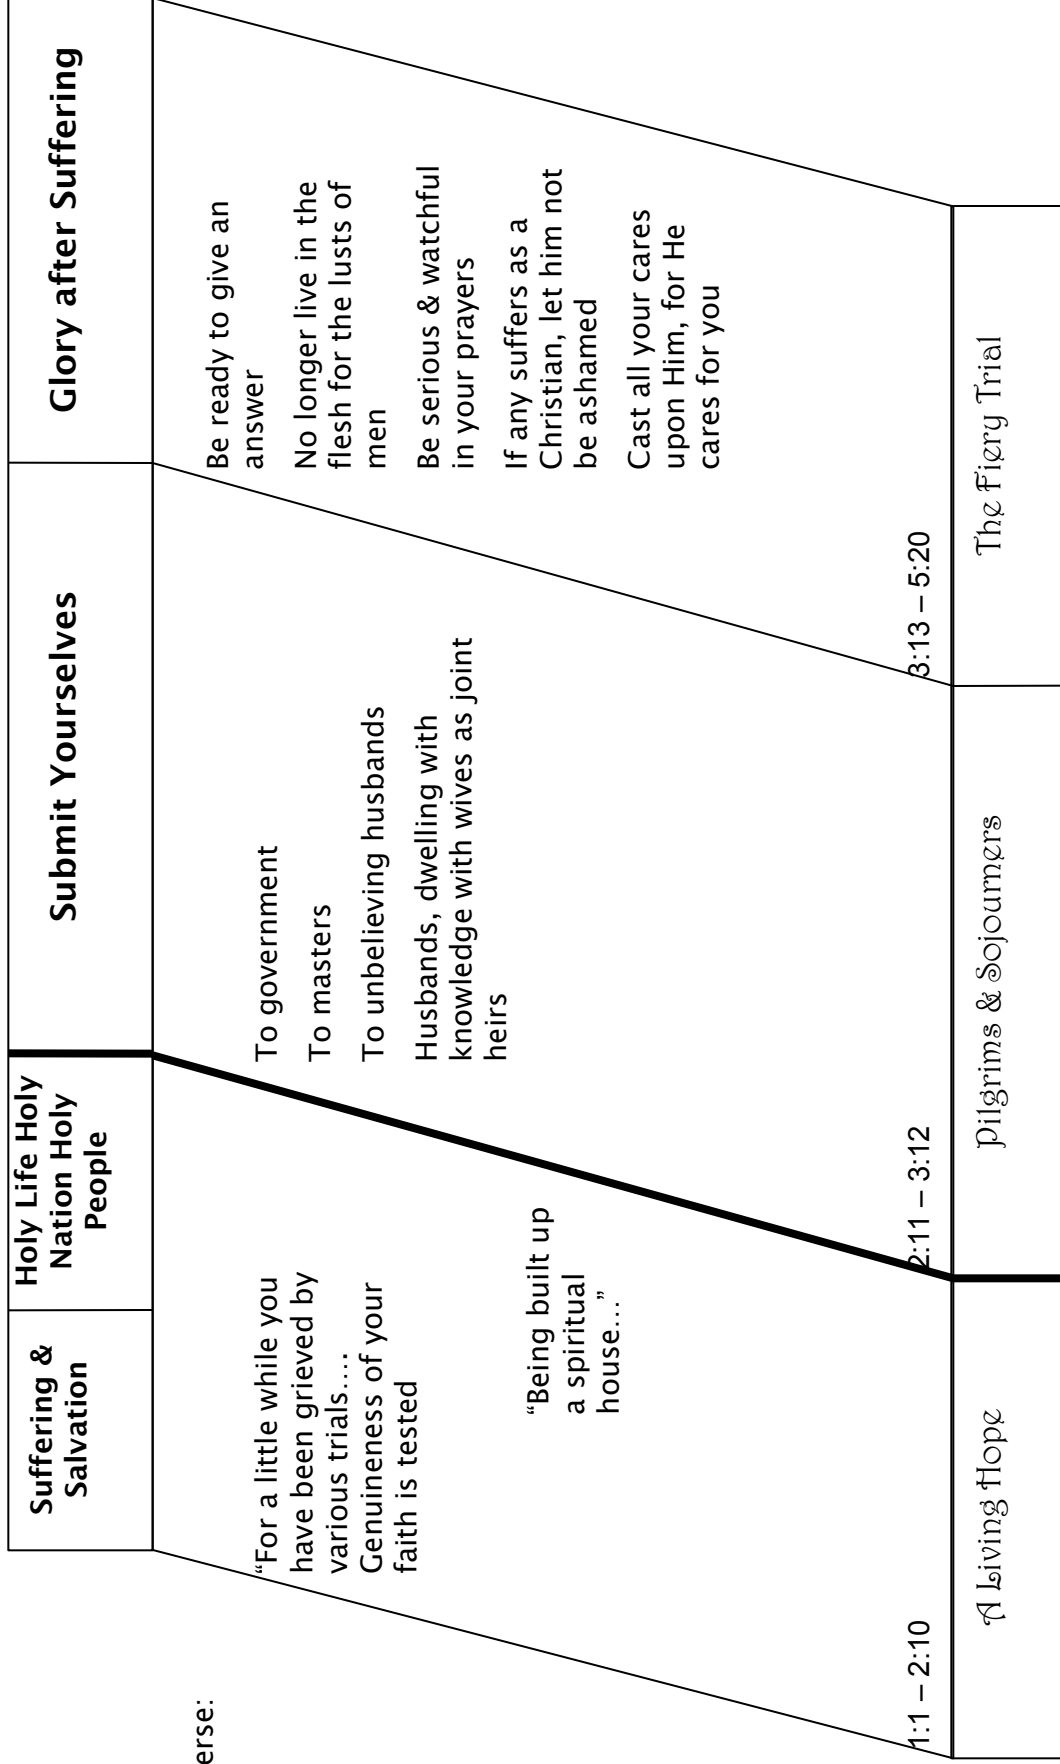 Suffering &
Salvation
Holy Life Holy
Nation Holy
People
Submit Yourselves
Glory after Suffering
erse:
“For a little while you
have been grieved by
various trials….
Genuineness of your
faith is tested
“Being built up
a spiritual
house…”
To government
To masters
To unbelieving husbands
Husbands, dwelling with
knowledge with wives as joint
heirs
Be ready to give an
answer
No longer live in the
flesh for the lusts of
men
Be serious & watchful
in your prayers
If any suffers as a
Christian, let him not
be ashamed
Cast all your cares
upon Him, for He
cares for you
1:1 – 2:10
2:11 – 3:12
3:13 – 5:20
A Living Hope
Pilgrims & Sojourners
The Fiery Trial